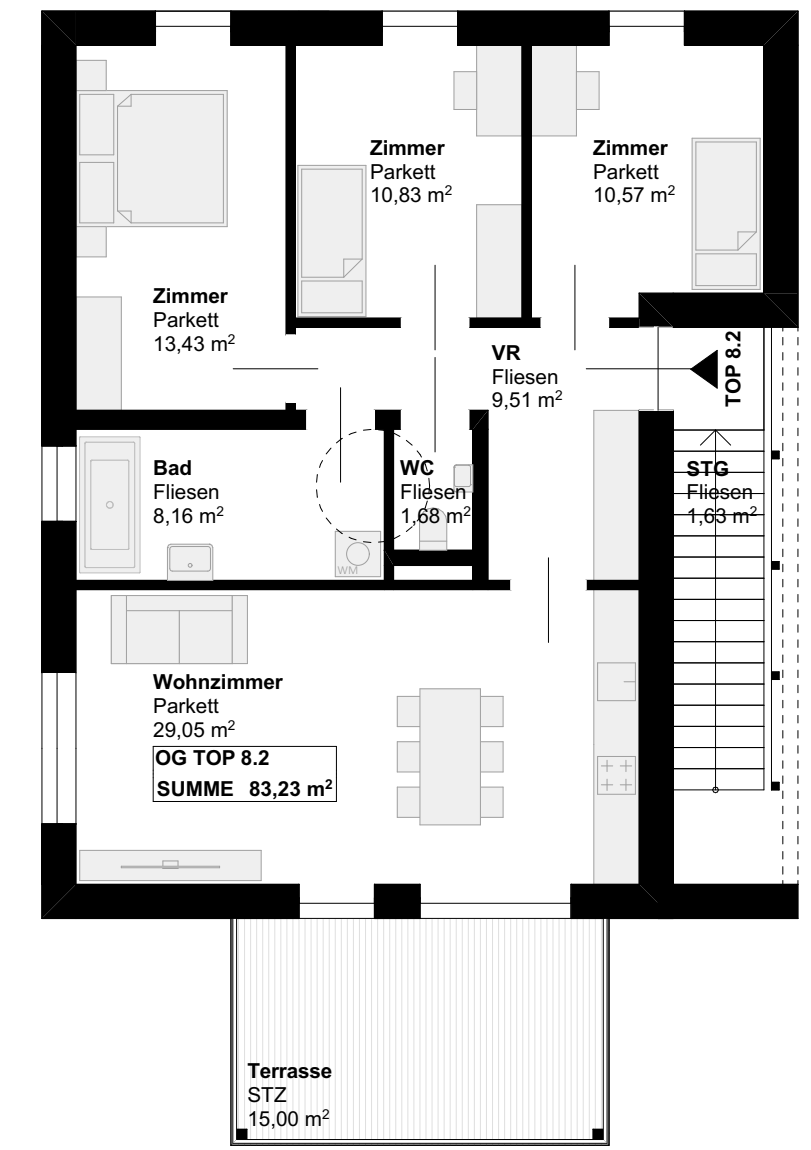 Zimmer
Parkett
10,83 m²
Zimmer
Parkett
10,57 m²
Zimmer
Parkett
13,43 m²
VR
Fliesen
9,51 m²
TOP 8.2
Bad
Fliesen
8,16 m²
WC
Fliesen
1,68 m²
STG
Fliesen
1,63 m²
WM
Wohnzimmer
Parkett
29,05 m²
OG TOP 8.2
SUMME 83,23 m²
Terrasse
STZ
15,00 m²